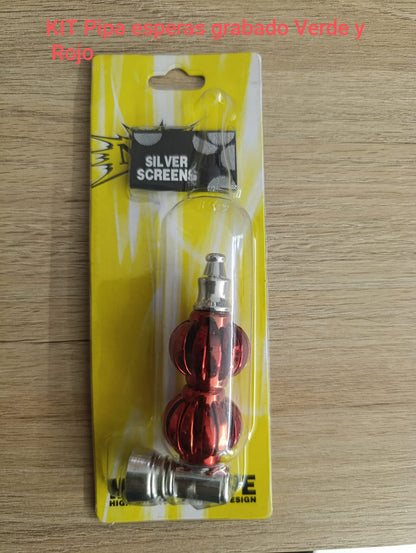 KIT Pipa esperas grabado Verde y
Rojo
SILVER
SCREENS